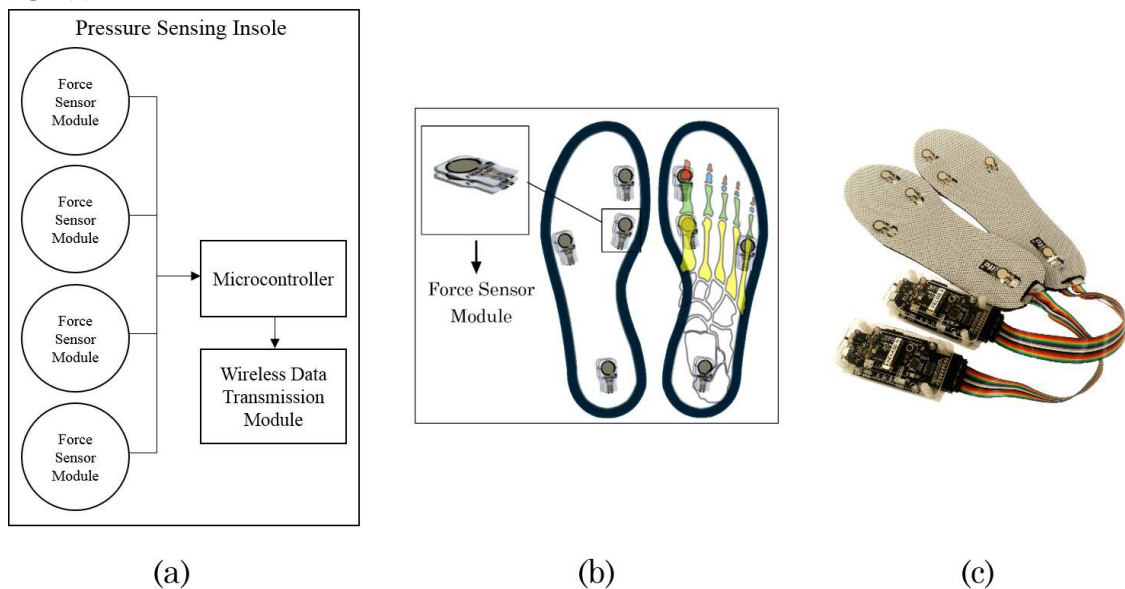 Pressure Sensing Insole
Force
Sensor
Module
Force
Sensor
Module
Force
Sensor
Module
Force
Sensor
Module
Microcontroller
Wireless Data
Transmission
Module
Force Sensor
Module
(a)
(b)
(c)